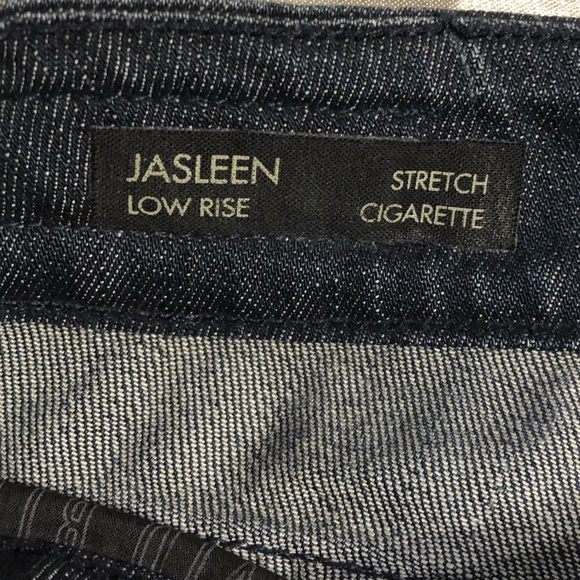 JASLEEN
LOW RISE
STRETCH
CIGARETTE